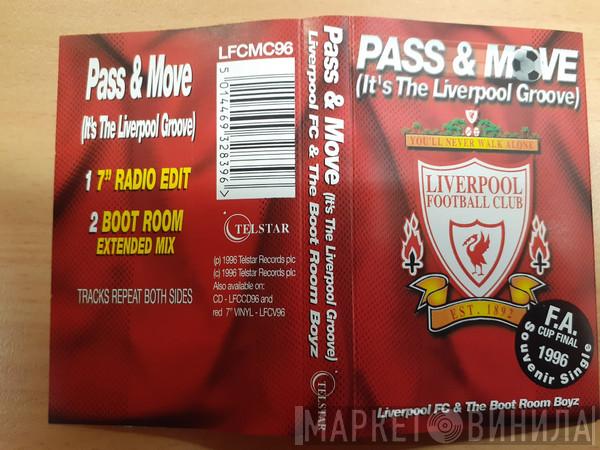 Pass & Move
(It's The Liverpool Groove)
1 7" RADIO EDIT
2 BOOT ROOM
EXTENDED MIX
TRACKS REPEAT BOTH SIDES
LFCMC96
5 014469 328396 >
TELSTAR
(p) 1996 Telstar Records plc
(c) 1996 Telstar Records plc
Also available on:
CD - LFCCD96 and
red 7" VINYL - LFCV96
Pass & Move (It's The Liverpool Groove)
Liverpool FC & The Boot Room Boyz
TELSTAR
PASS & MOVE
(It's The Liverpool Groove)
YOU'LL NEVER WALK ALONE
LIVERPOOL
FOOTBALL CLUB
EST. 1892
F.A.
CUP FINAL
1996
Souvenir Single
Liverpool FC & The Boot Room Boyz
МАРКЕТ ВИНИЛА